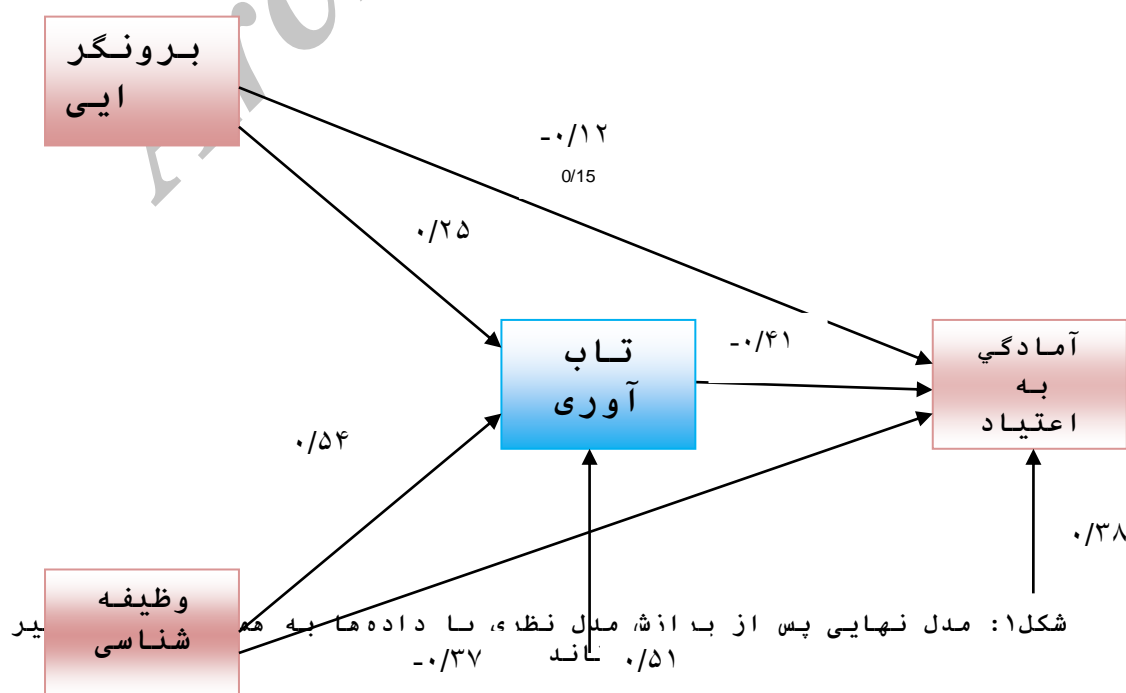 برونگر
ایی
-۰/۱۲
0/15
۰/۲۵
تاب
آوری
-۰/۴۱
آمادگي
به
اعتیاد
۰/۵۴
۰/۳۸
وظیفه
شناسی
شکل۱: مدل نهایی پس از برازش مدل نظری با داده‌ها به
-۰/۳۷
۰/۵۱